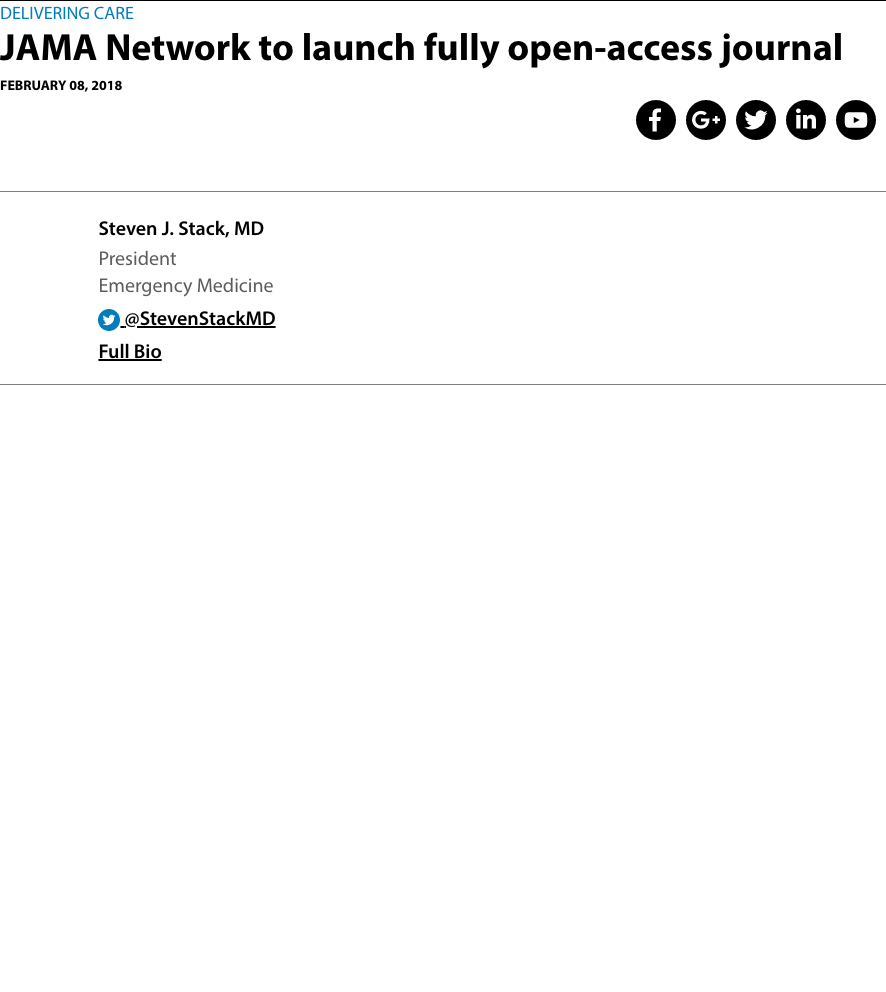 DELIVERING CARE
JAMA Network to launch fully open-access journal
FEBRUARY 08, 2018
Steven J. Stack, MD
President
Emergency Medicine
@StevenStackMD
Full Bio